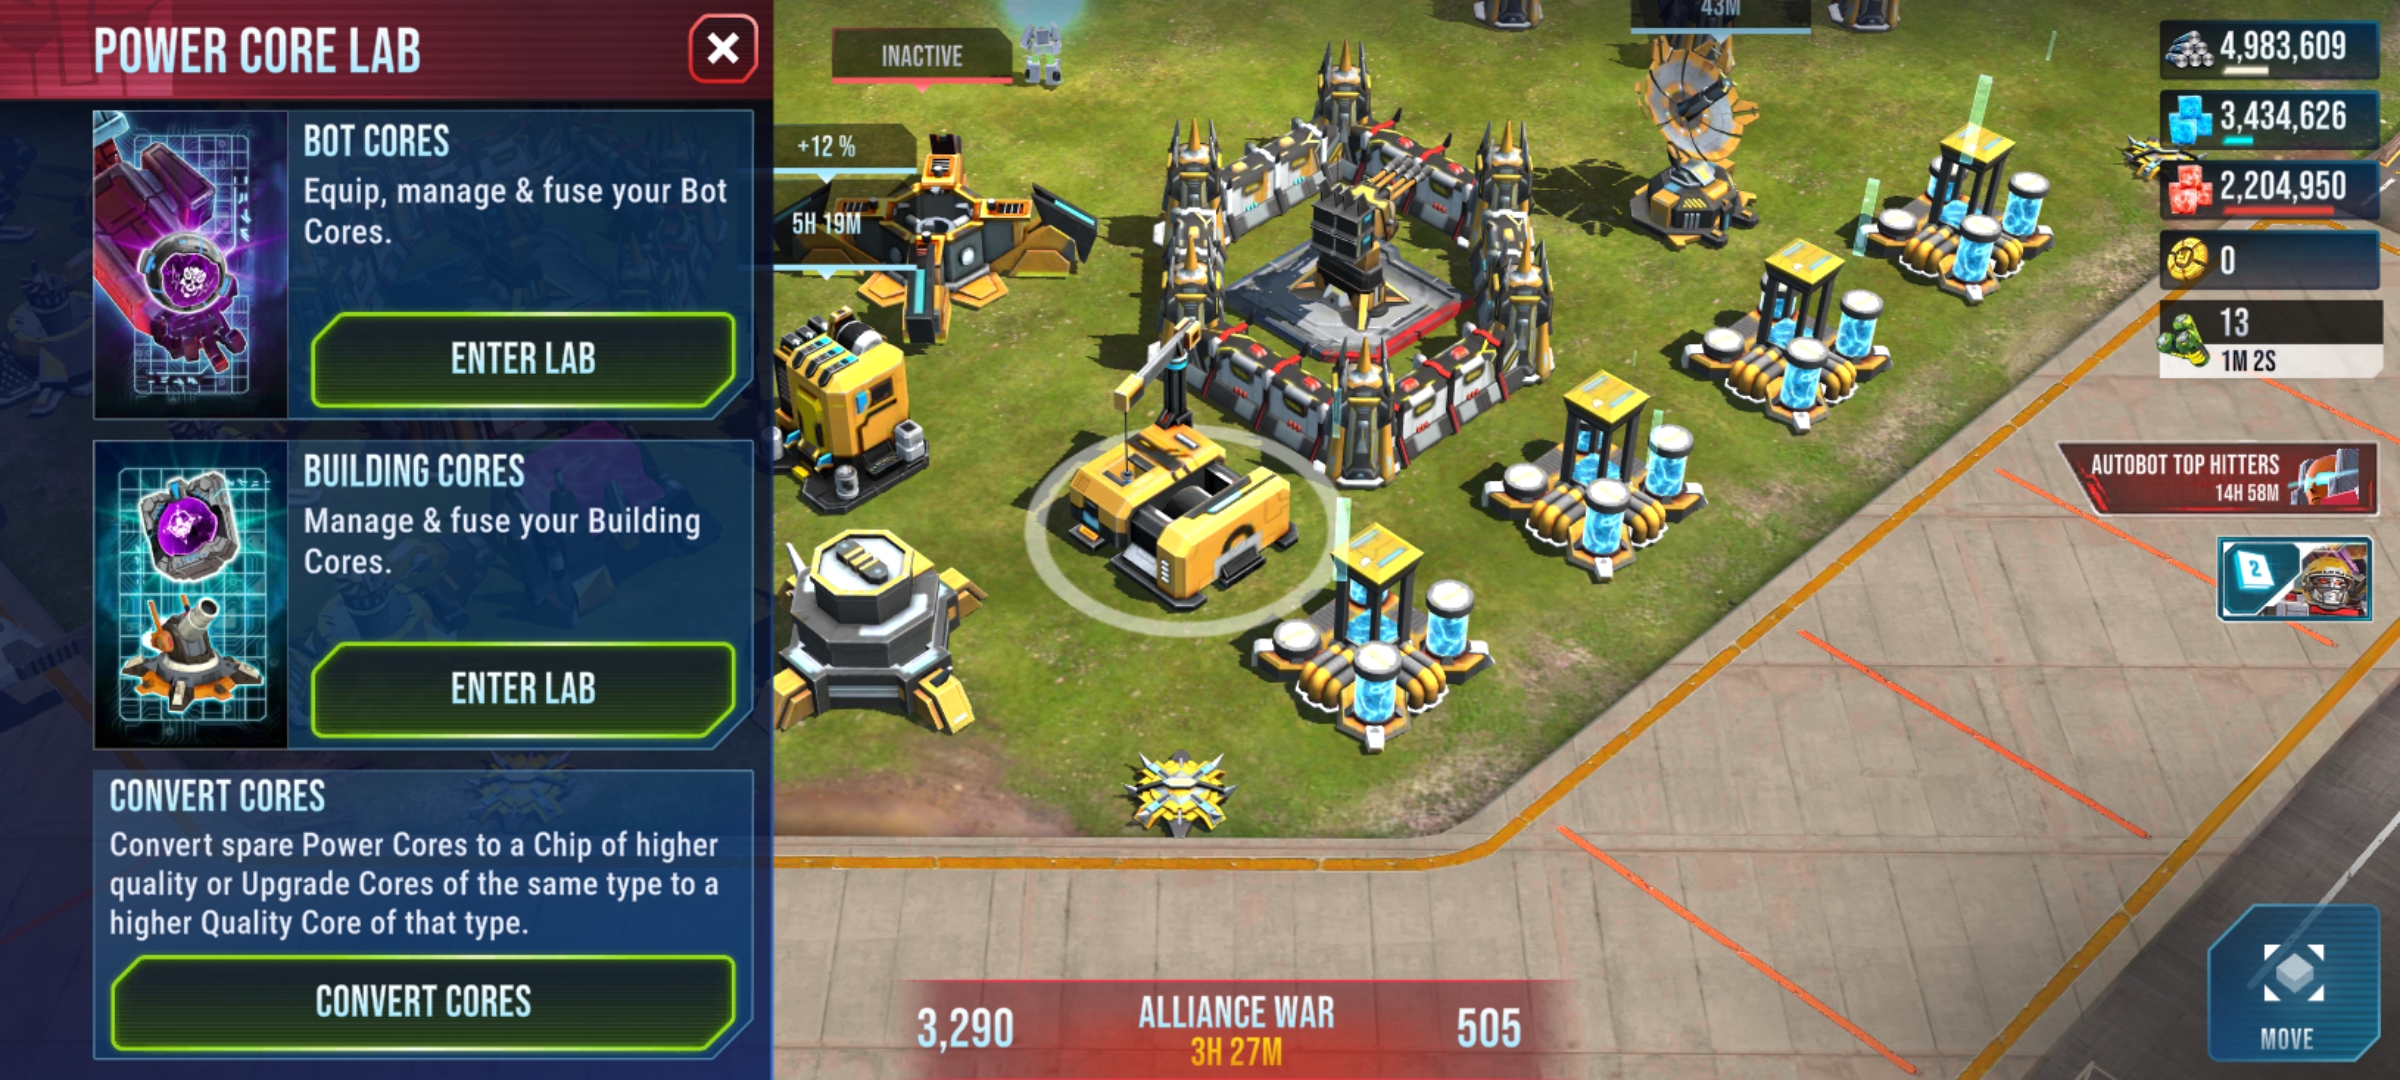 POWER CORE LAB
BOT CORES
Equip, manage & fuse your Bot
Cores.
ENTER LAB
BUILDING CORES
Manage & fuse your Building
Cores.
ENTER LAB
CONVERT CORES
Convert spare Power Cores to a Chip of higher
quality or Upgrade Cores of the same type to a
higher Quality Core of that type.
CONVERT CORES
INACTIVE
+12 %
5H 19M
43M
4,983,609
3,434,626
2,204,950
0
13
1M 2S
AUTOBOT TOP HITTERS
14H 58M
2
3,290
ALLIANCE WAR
3H 27M
505
MOVE